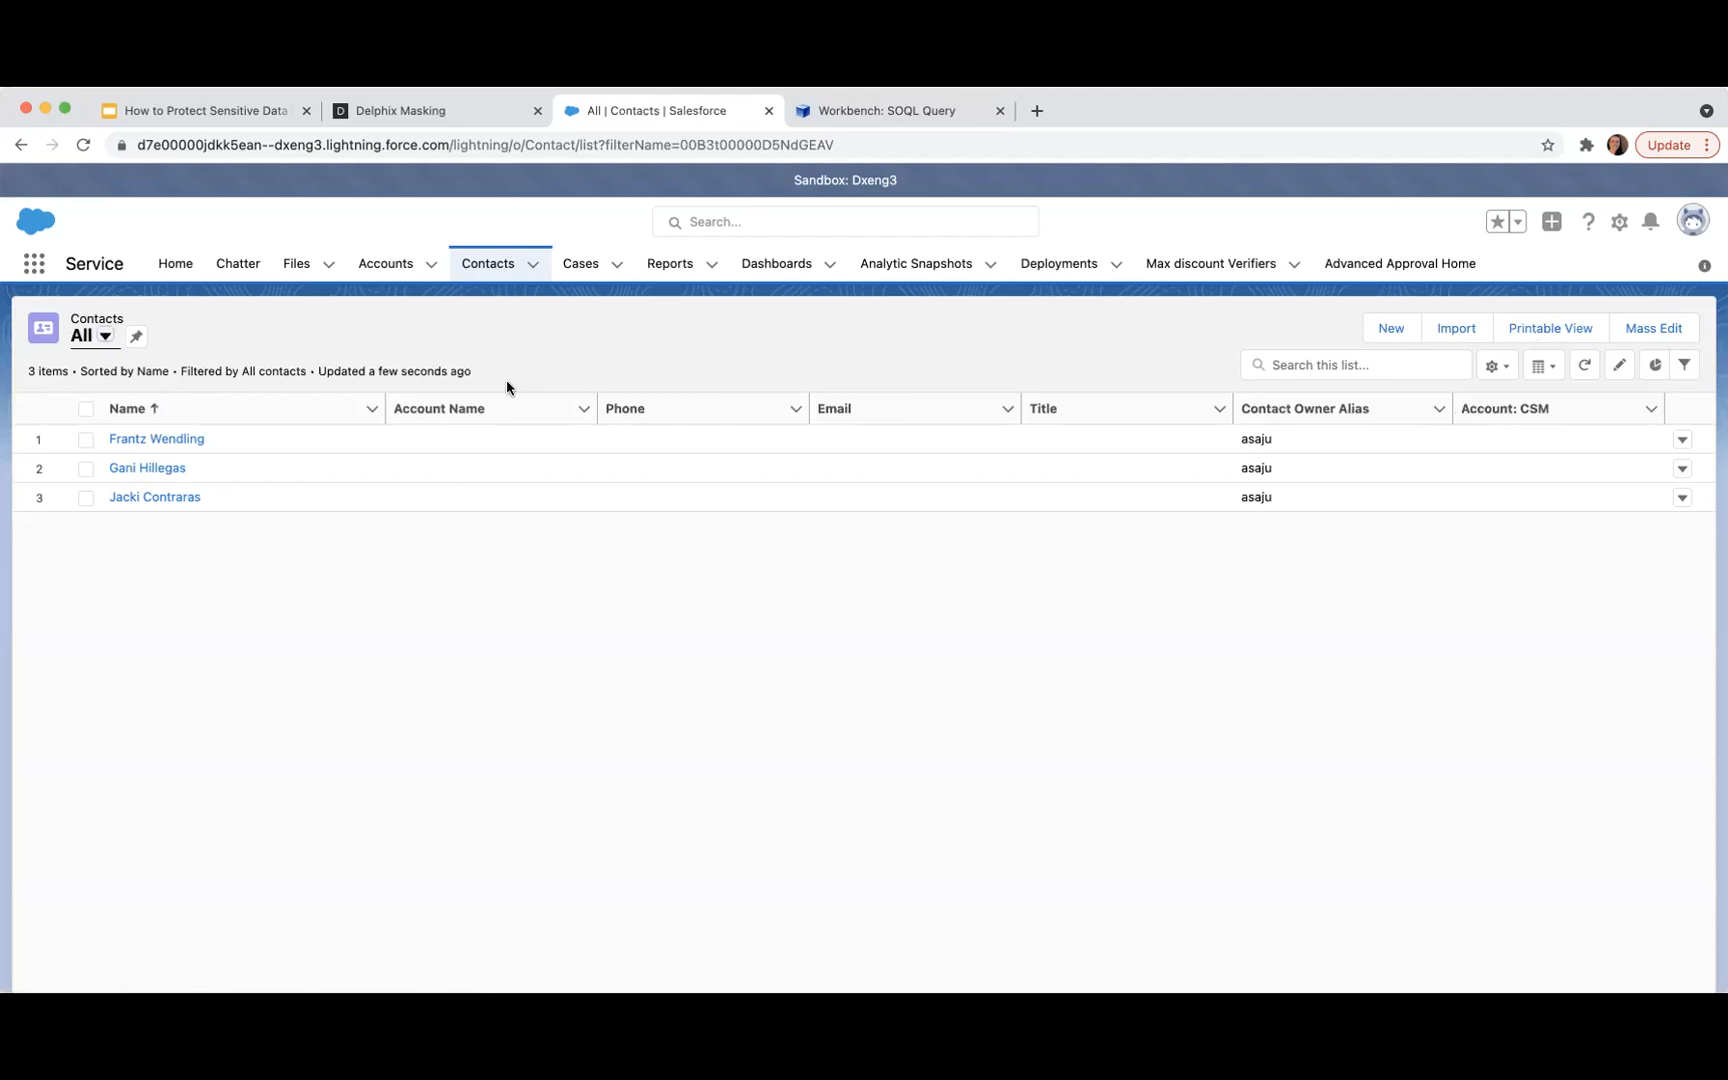 How to Protect Sensitive Data
Delphix Masking
All | Contacts | Salesforce
Workbench: SOQL Query
d7e00000jdkk5ean--dxeng3.lightning.force.com/lightning/o/Contact/list?filterName=00B3t00000D5NdGEAV
Update
Sandbox: Dxeng3
Search...
Service Home Chatter Files Accounts Contacts Cases Reports Dashboards Analytic Snapshots Deployments Max discount Verifiers Advanced Approval Home
Contacts
All
New Import Printable View Mass Edit
3 items • Sorted by Name • Filtered by All contacts • Updated a few seconds ago
Search this list...
Name ↑ Account Name Phone Email Title Contact Owner Alias Account: CSM
1 Frantz Wendling asaju
2 Gani Hillegas asaju
3 Jacki Contraras asaju